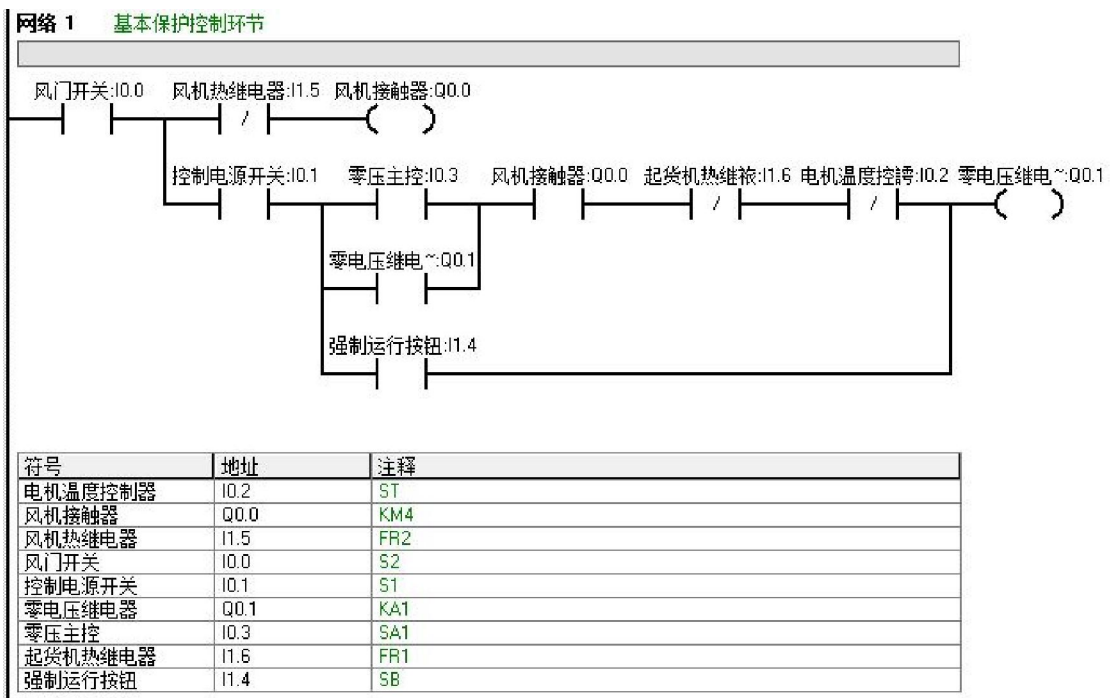 网络 1 基本保护控制环节
风门开关:I0.0 风机热继电器:I1.5 风机接触器:Q0.0
控制电源开关:I0.1 零压主控:I0.3 风机接触器:Q0.0 起货机热继袯:I1.6 电机温度控謣:I0.2 零电压继电~:Q0.1
零电压继电~:Q0.1
强制运行按钮:I1.4
符号 地址 注释
电机温度控制器 I0.2 ST
风机接触器 Q0.0 KM4
风机热继电器 I1.5 FR2
风门开关 I0.0 S2
控制电源开关 I0.1 S1
零电压继电器 Q0.1 KA1
零压主控 I0.3 SA1
起货机热继电器 I1.6 FR1
强制运行按钮 I1.4 SB